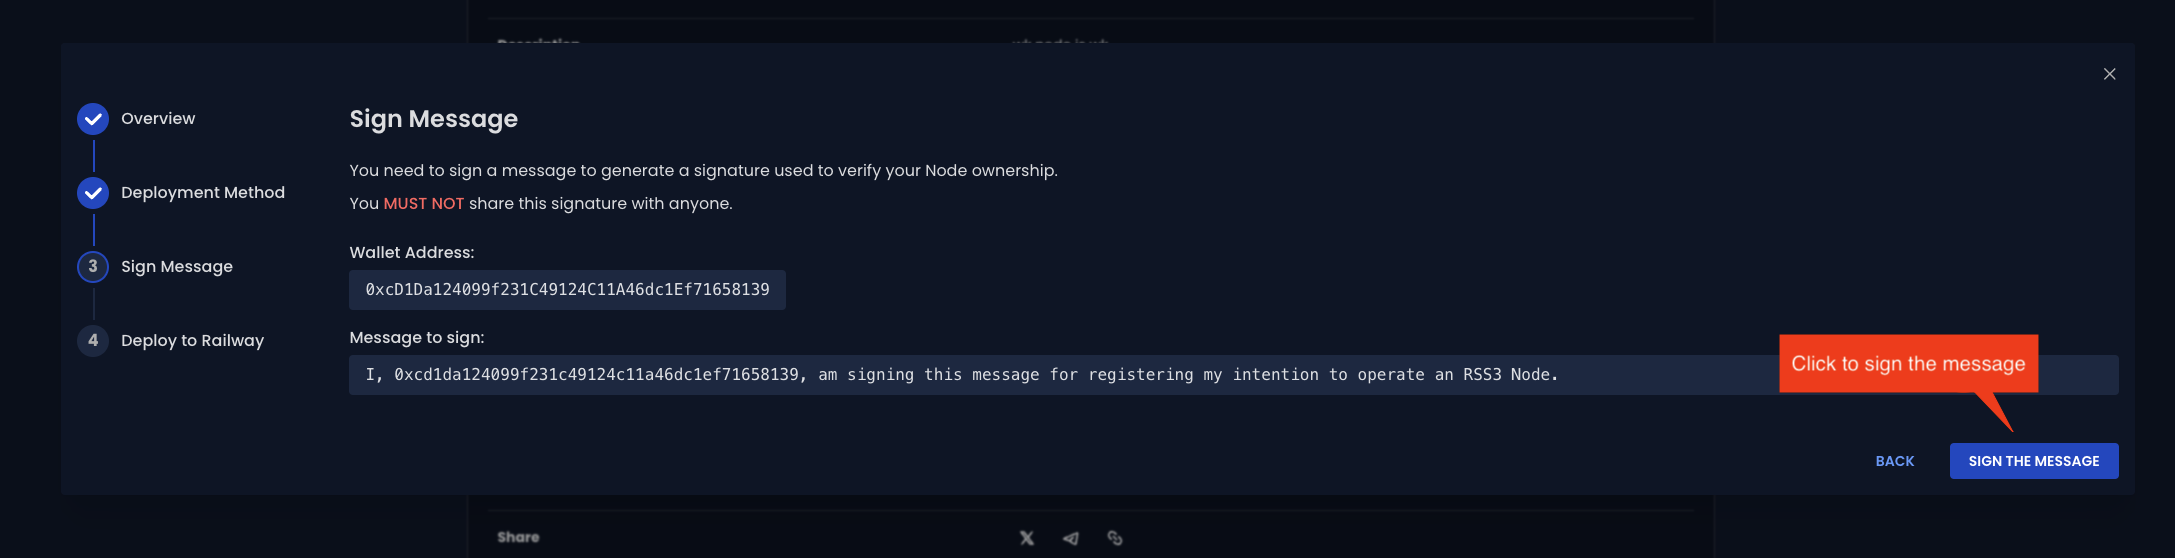 Description
Overview
Deployment Method
3
Sign Message
4
Deploy to Railway
Sign Message
You need to sign a message to generate a signature used to verify your Node ownership.
You MUST NOT share this signature with anyone.
Wallet Address:
0xcD1Da124099f231C49124C11A46dc1Ef71658139
Message to sign:
I, 0xcd1da124099f231c49124c11a46dc1ef71658139, am signing this message for registering my intention to operate an RSS3 Node.
Click to sign the message
BACK
SIGN THE MESSAGE
Share